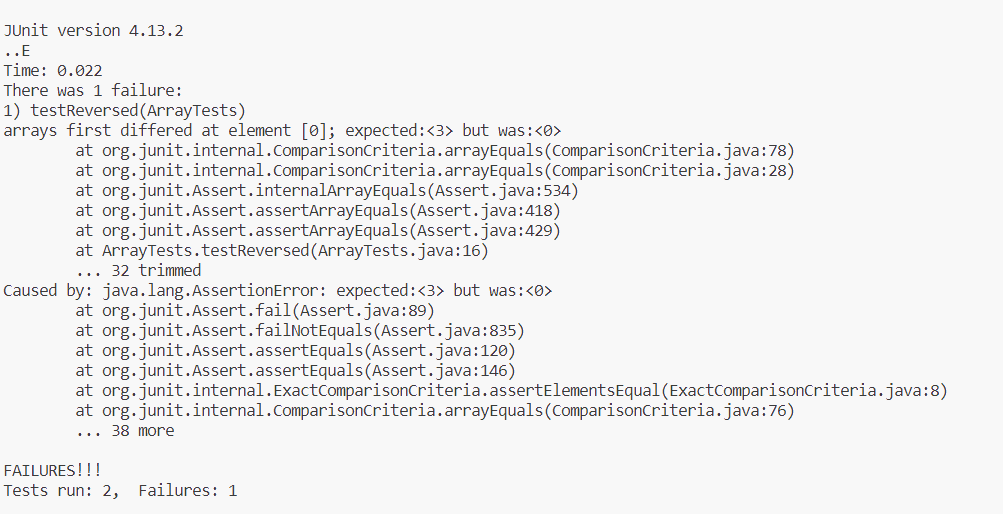 JUnit version 4.13.2
..E
Time: 0.022
There was 1 failure:
1) testReversed(ArrayTests)
arrays first differed at element [0]; expected:<3> but was:<0>
        at org.junit.internal.ComparisonCriteria.arrayEquals(ComparisonCriteria.java:78)
        at org.junit.internal.ComparisonCriteria.arrayEquals(ComparisonCriteria.java:28)
        at org.junit.Assert.internalArrayEquals(Assert.java:534)
        at org.junit.Assert.assertArrayEquals(Assert.java:418)
        at org.junit.Assert.assertArrayEquals(Assert.java:429)
        at ArrayTests.testReversed(ArrayTests.java:16)
        ... 32 trimmed
Caused by: java.lang.AssertionError: expected:<3> but was:<0>
        at org.junit.Assert.fail(Assert.java:89)
        at org.junit.Assert.failNotEquals(Assert.java:835)
        at org.junit.Assert.assertEquals(Assert.java:120)
        at org.junit.Assert.assertEquals(Assert.java:146)
        at org.junit.internal.ExactComparisonCriteria.assertElementsEqual(ExactComparisonCriteria.java:8)
        at org.junit.internal.ComparisonCriteria.arrayEquals(ComparisonCriteria.java:76)
        ... 38 more

FAILURES!!!
Tests run: 2,  Failures: 1